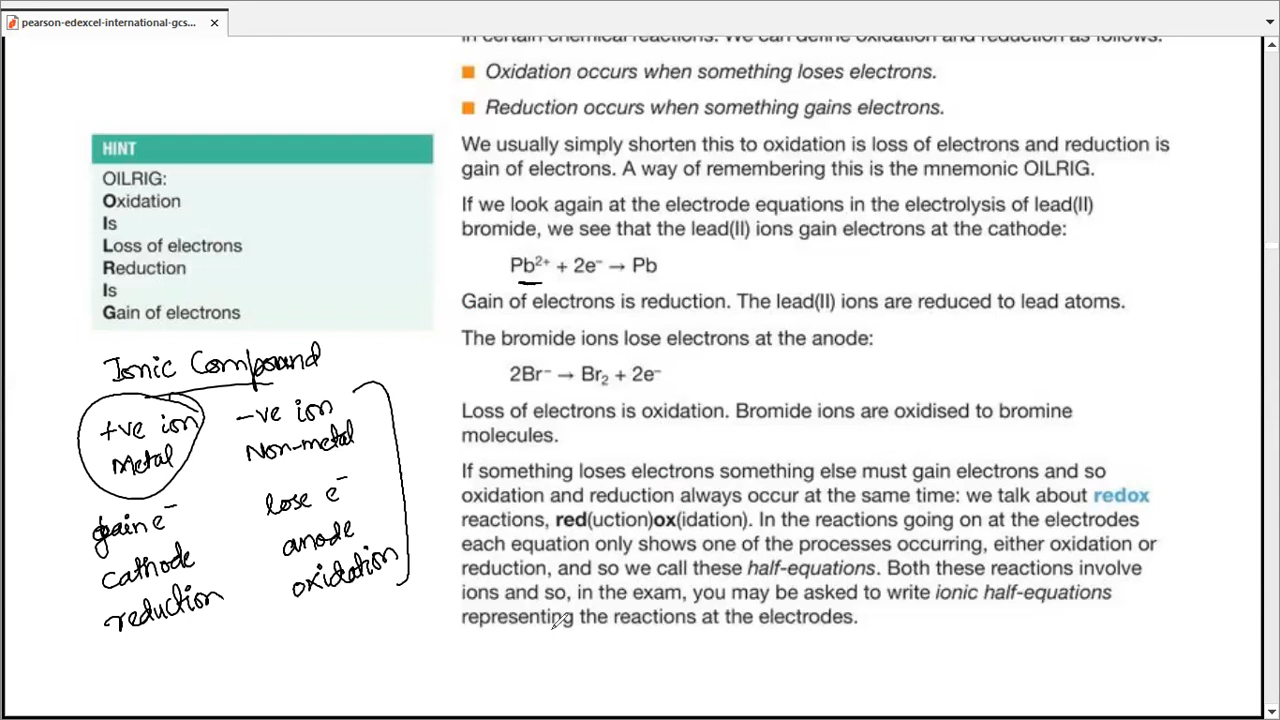 pearson-edexcel-international-gcs...
in certain chemical reactions. We can define oxidation and reduction as follows:
Oxidation occurs when something loses electrons.
Reduction occurs when something gains electrons.
We usually simply shorten this to oxidation is loss of electrons and reduction is
gain of electrons. A way of remembering this is the mnemonic OILRIG.
If we look again at the electrode equations in the electrolysis of lead(II)
bromide, we see that the lead(II) ions gain electrons at the cathode:
Pb²⁺ + 2e⁻ → Pb
Gain of electrons is reduction. The lead(II) ions are reduced to lead atoms.
The bromide ions lose electrons at the anode:
2Br⁻ → Br₂ + 2e⁻
Loss of electrons is oxidation. Bromide ions are oxidised to bromine
molecules.
If something loses electrons something else must gain electrons and so
oxidation and reduction always occur at the same time: we talk about redox
reactions, red(uction)ox(idation). In the reactions going on at the electrodes
each equation only shows one of the processes occurring, either oxidation or
reduction, and so we call these half-equations. Both these reactions involve
ions and so, in the exam, you may be asked to write ionic half-equations
representing the reactions at the electrodes.
HINT
OILRIG:
Oxidation
Is
Loss of electrons
Reduction
Is
Gain of electrons
Ionic Compound
+ve ion -ve ion
Metal Non-metal
gain e⁻ lose e⁻
cathode anode
reduction oxidation